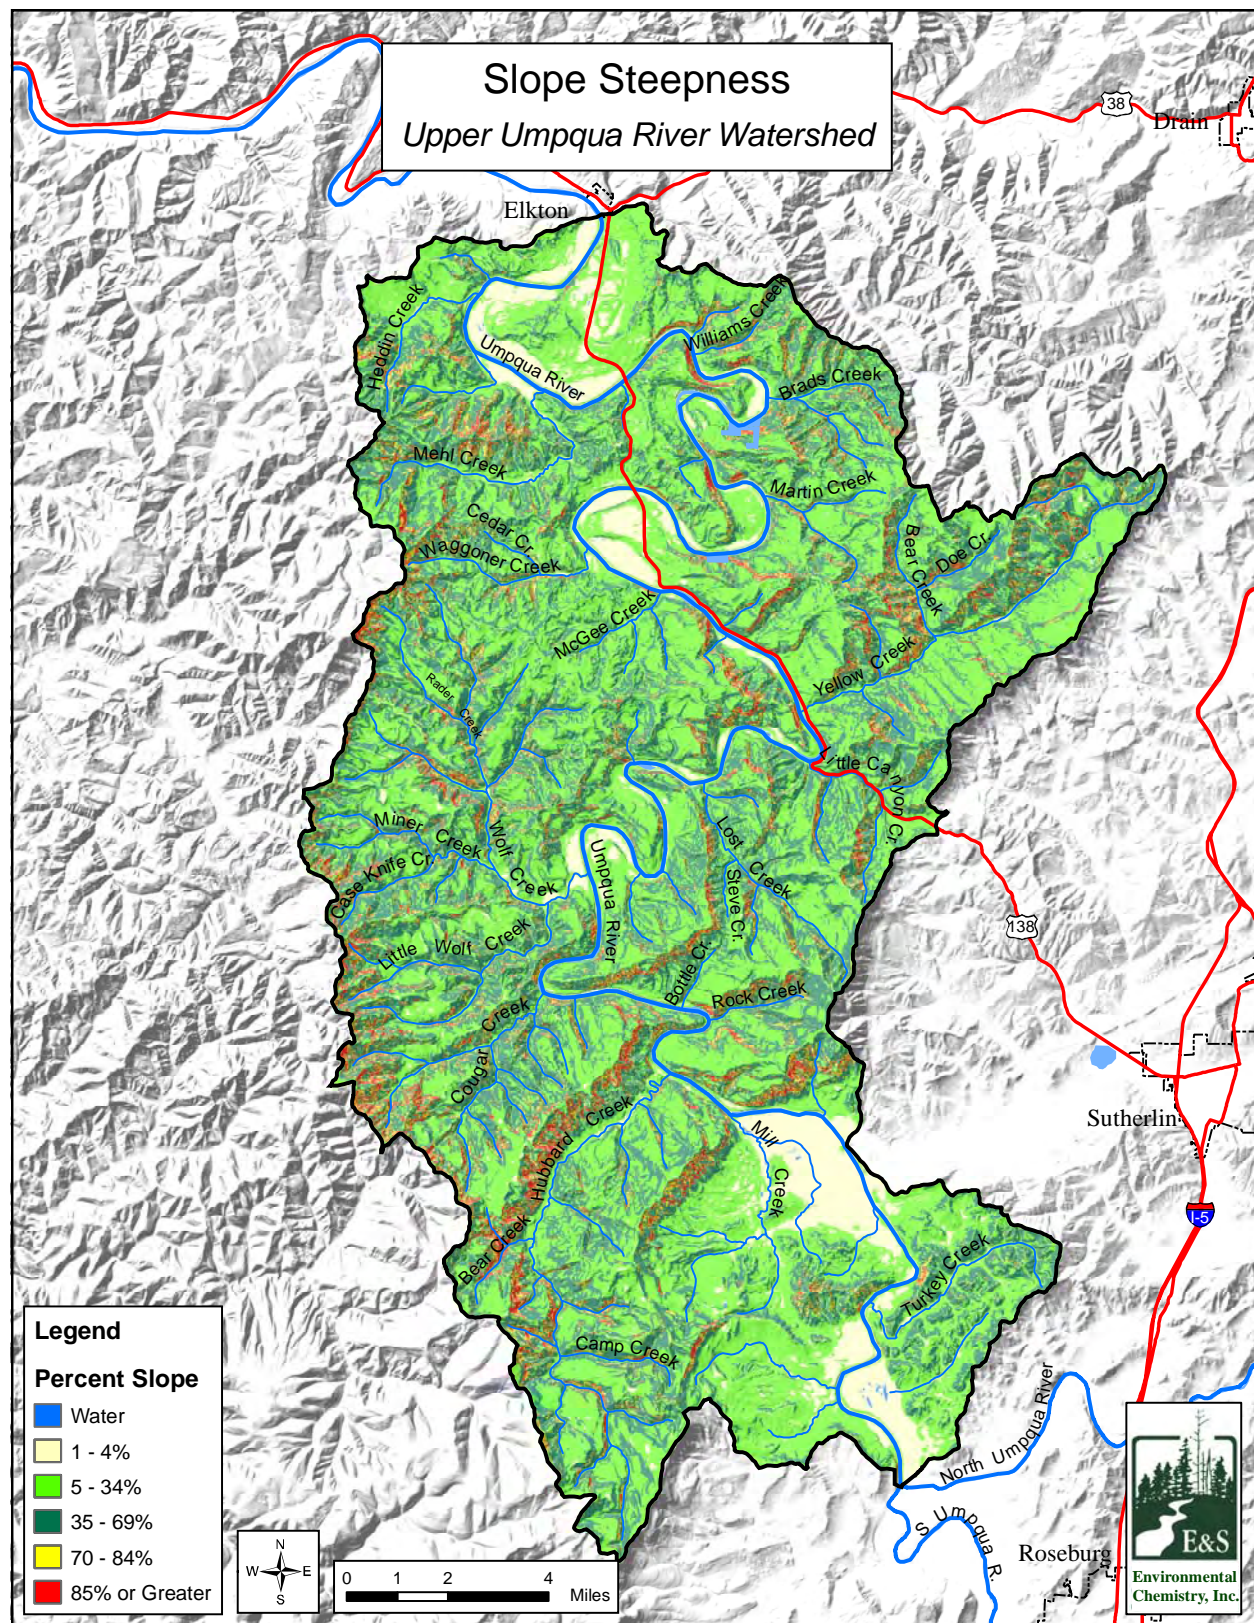 Slope Steepness
Upper Umpqua River Watershed
38
Drain
Elkton
Heddin Creek
Umpqua River
Williams Creek
Brads Creek
Mehl Creek
Martin Creek
Cedar Cr.
Waggoner Creek
Bear Creek
Doe Cr.
McGee Creek
Yellow Creek
Rader Creek
Little Canyon Cr.
Miner Creek
Wolf Creek
Case Knife Cr.
Umpqua River
Lost Creek
Steve Cr.
Little Wolf Creek
138
Bottle Cr.
Rock Creek
Cougar Creek
Hubbard Creek
Mill Creek
Sutherlin
I-5
Bear Creek
Turkey Creek
Camp Creek
North Umpqua River
S Umpqua R.
Roseburg
Legend
Percent Slope
Water
1 - 4%
5 - 34%
35 - 69%
70 - 84%
85% or Greater
N
W E
S
0 1 2 4 Miles
E&S
Environmental
Chemistry, Inc.